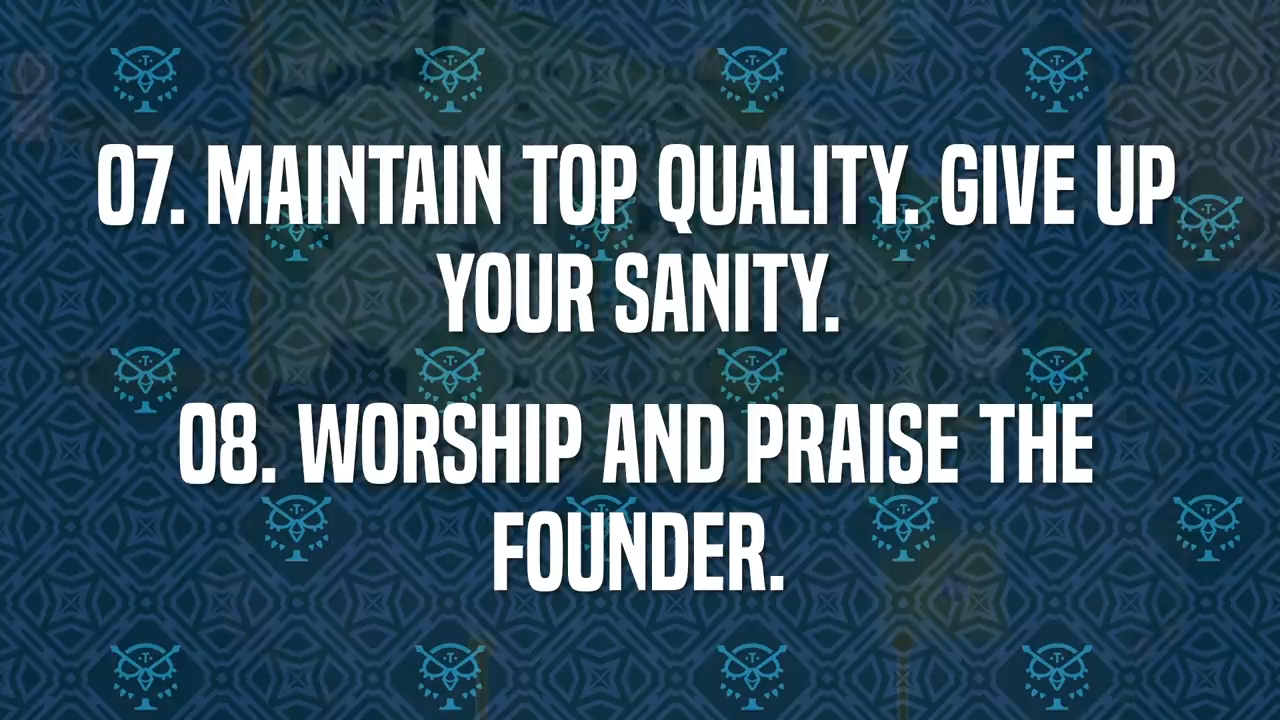 07. MAINTAIN TOP QUALITY. GIVE UP
YOUR SANITY.
08. WORSHIP AND PRAISE THE
FOUNDER.